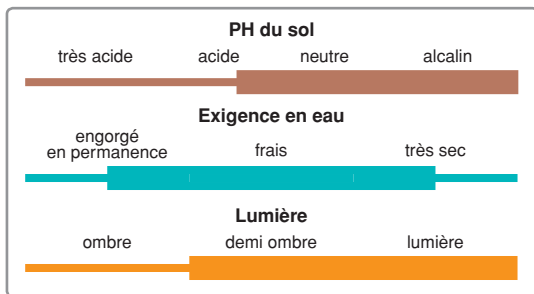 PH du sol
très acide acide neutre alcalin
Exigence en eau
engorgé
en permanence frais très sec
Lumière
ombre demi ombre lumière